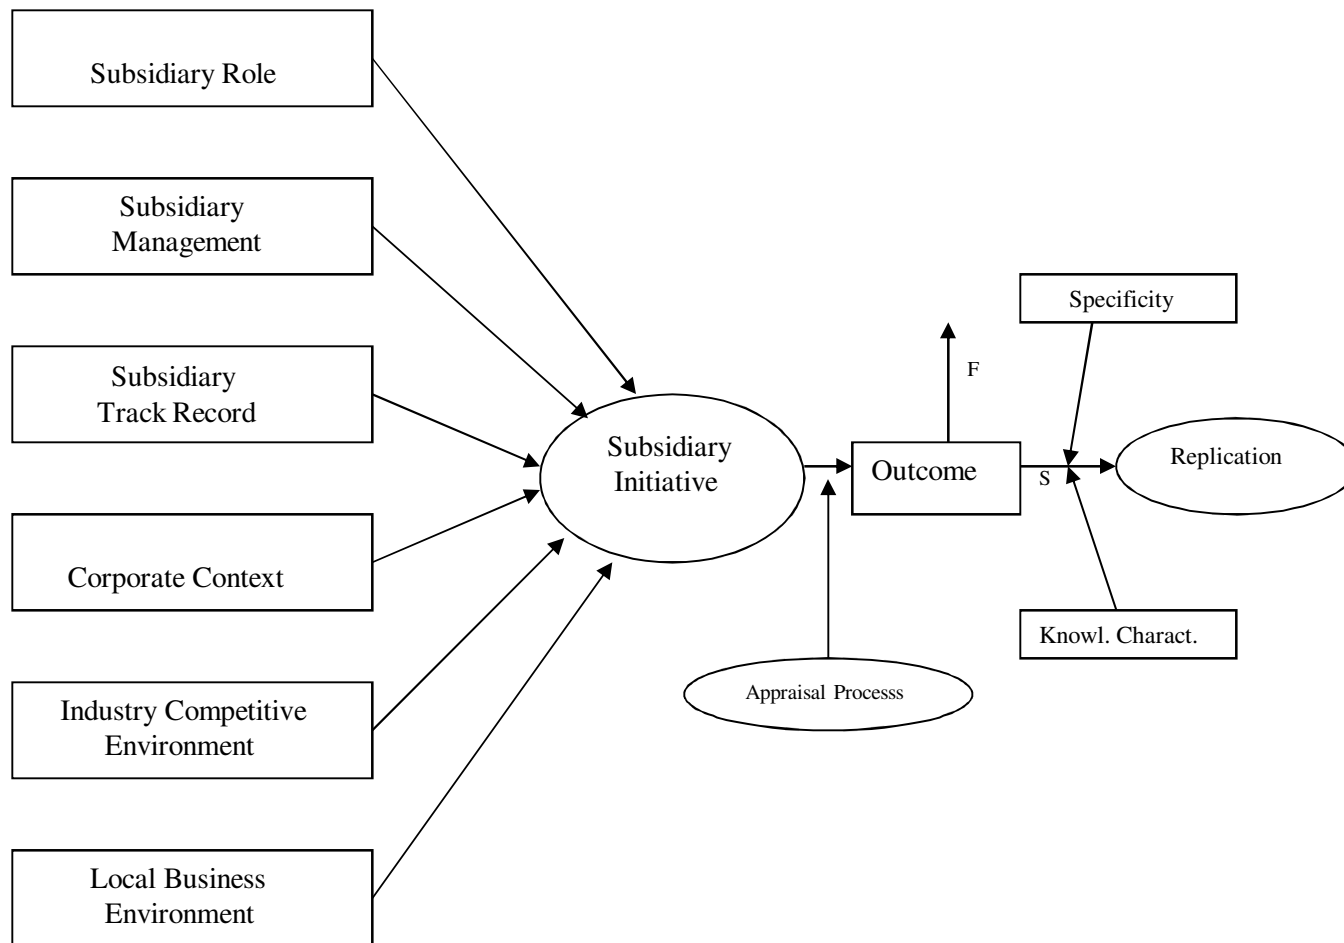 Subsidiary Role
Subsidiary
Management
Subsidiary
Track Record
Corporate Context
Industry Competitive
Environment
Local Business
Environment
Subsidiary
Initiative
Appraisal Processs
Outcome
F
S
Specificity
Knowl. Charact.
Replication